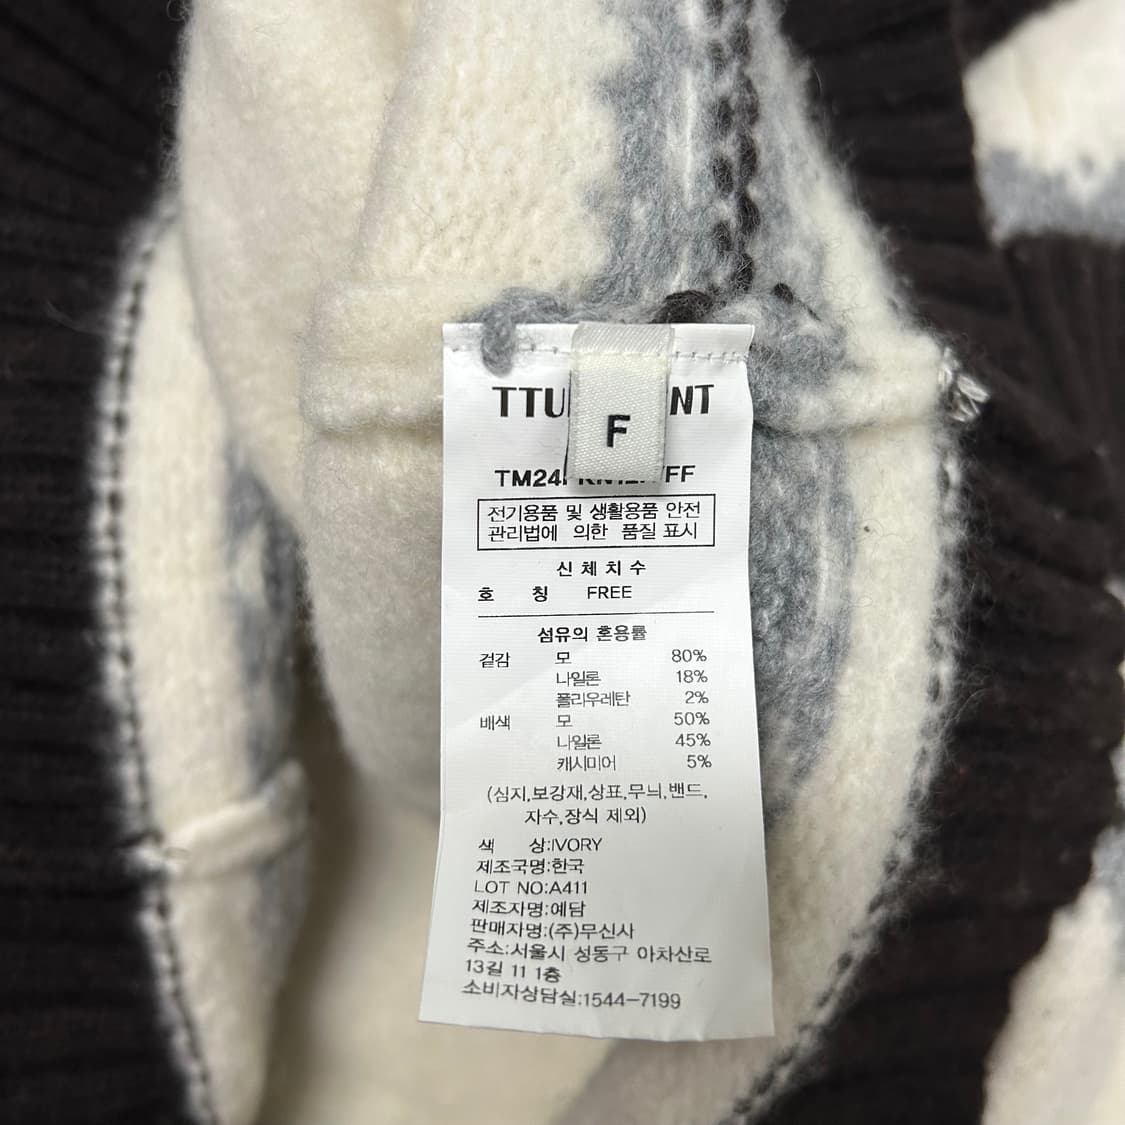 F
전기용품 및 생활용품 안전
관리법에 의한 품질 표시
신체치수
호 칭 FREE
섬유의 혼용률
겉감 모 80%
나일론 18%
폴리우레탄 2%
배색 모 50%
나일론 45%
캐시미어 5%
(심지,보강재,상표,무늬,밴드,
자수,장식 제외)
색 상:IVORY
제조국명:한국
LOT NO:A411
제조자명:예담
판매자명:(주)무신사
주소:서울시 성동구 아차산로
13길 11 1층
소비자상담실:1544-7199